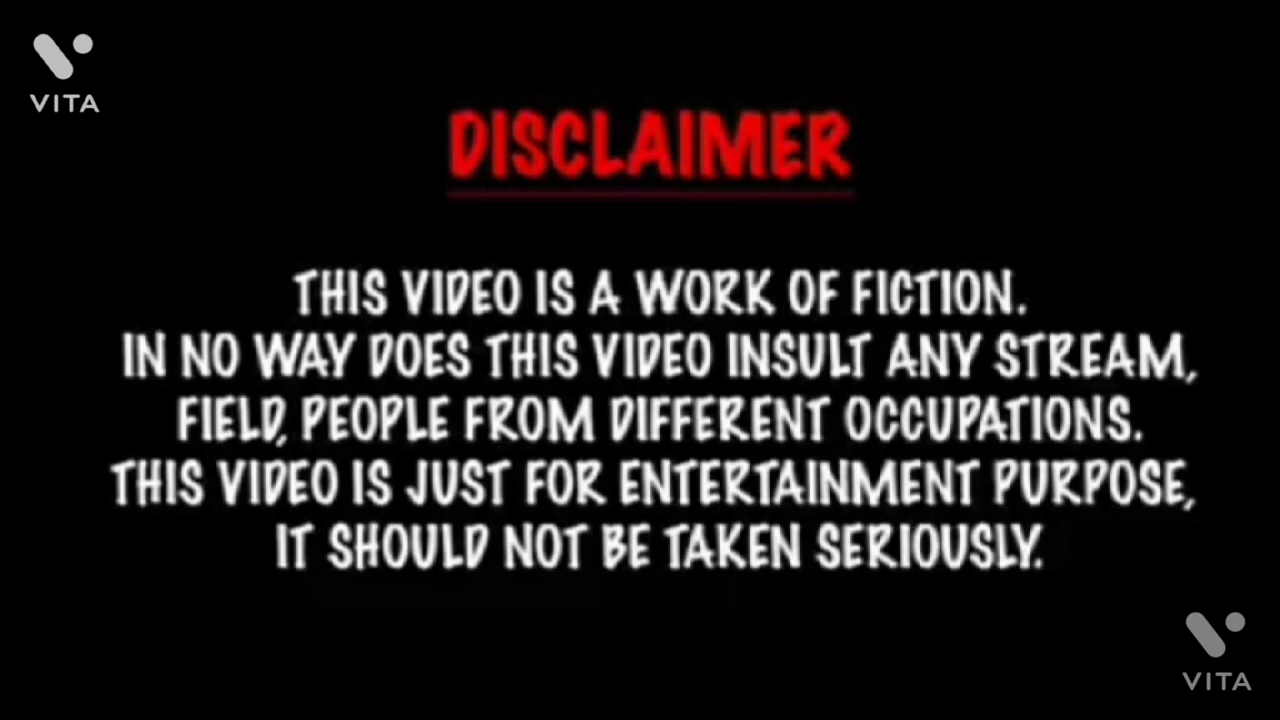 VITA
DISCLAIMER
THIS VIDEO IS A WORK OF FICTION.
IN NO WAY DOES THIS VIDEO INSULT ANY STREAM,
FIELD, PEOPLE FROM DIFFERENT OCCUPATIONS.
THIS VIDEO IS JUST FOR ENTERTAINMENT PURPOSE,
IT SHOULD NOT BE TAKEN SERIOUSLY.
VITA